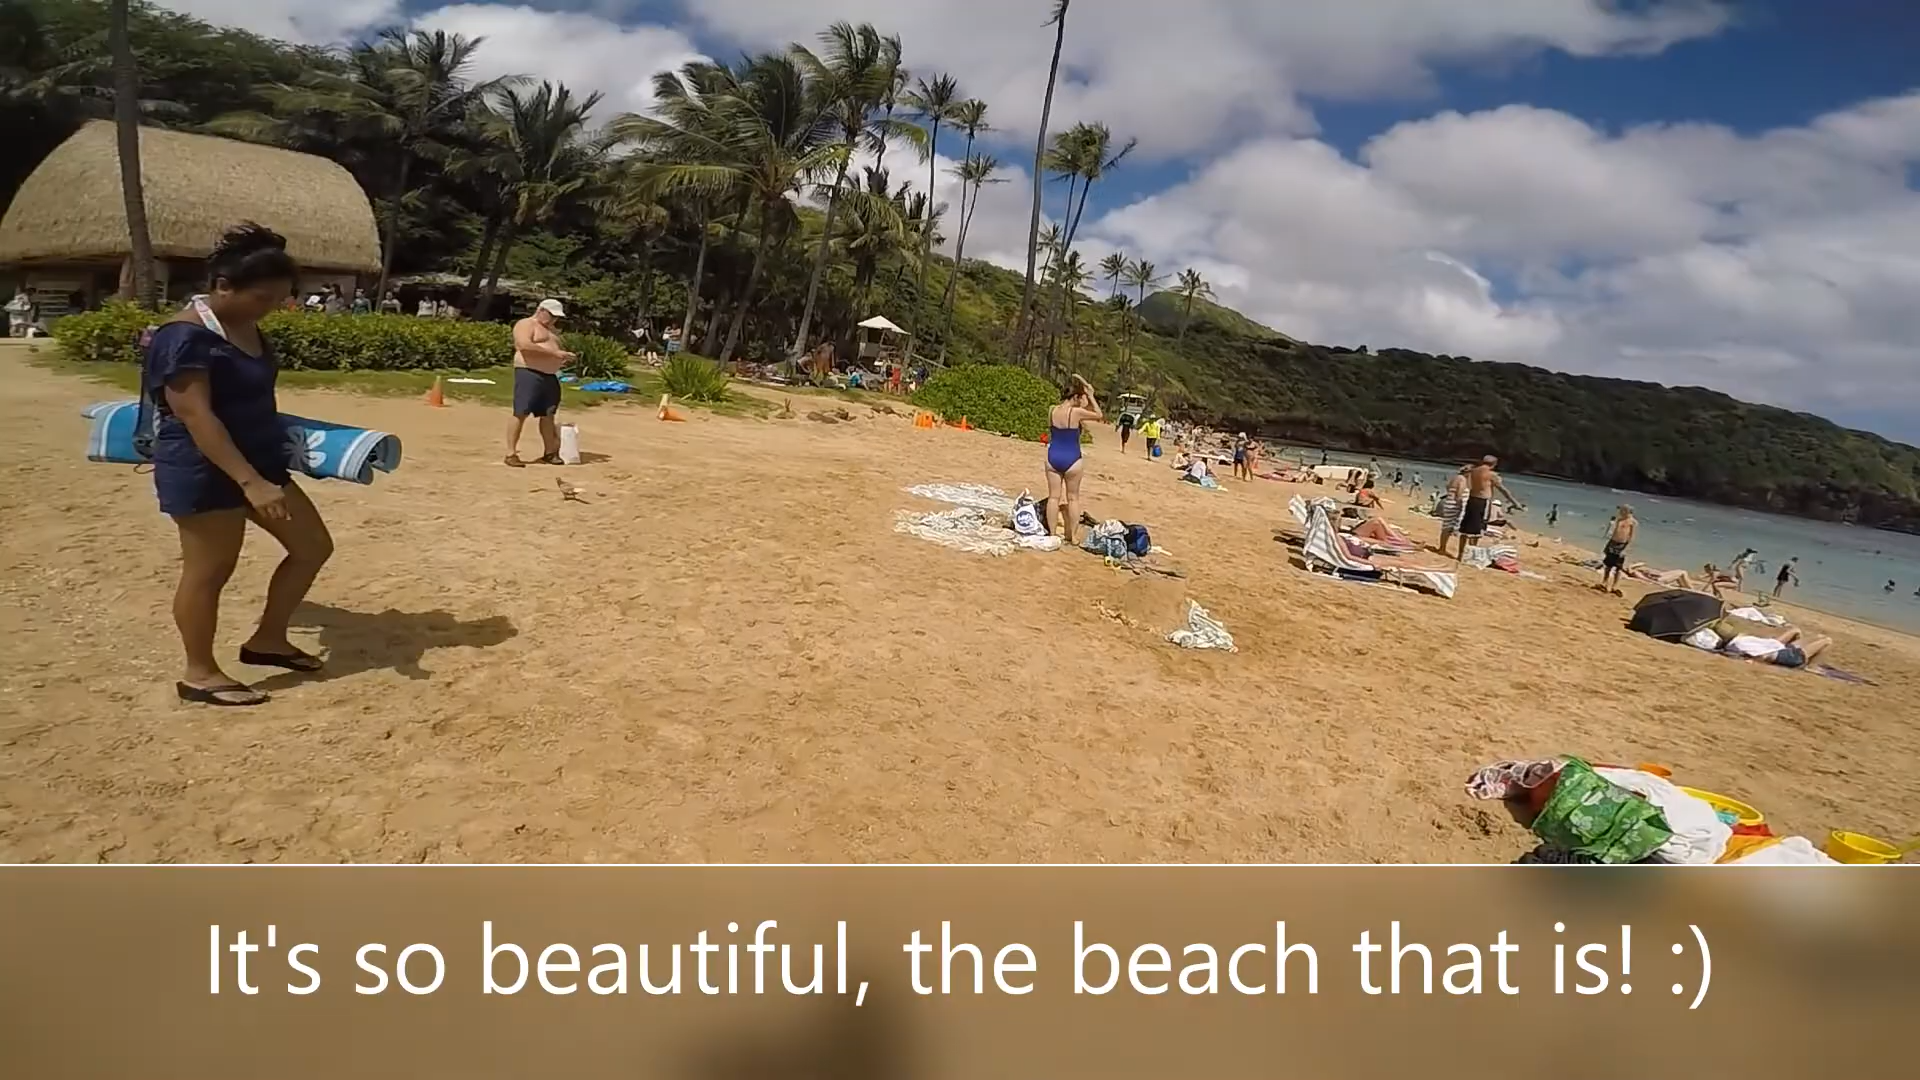 It's so beautiful, the beach that is! :)